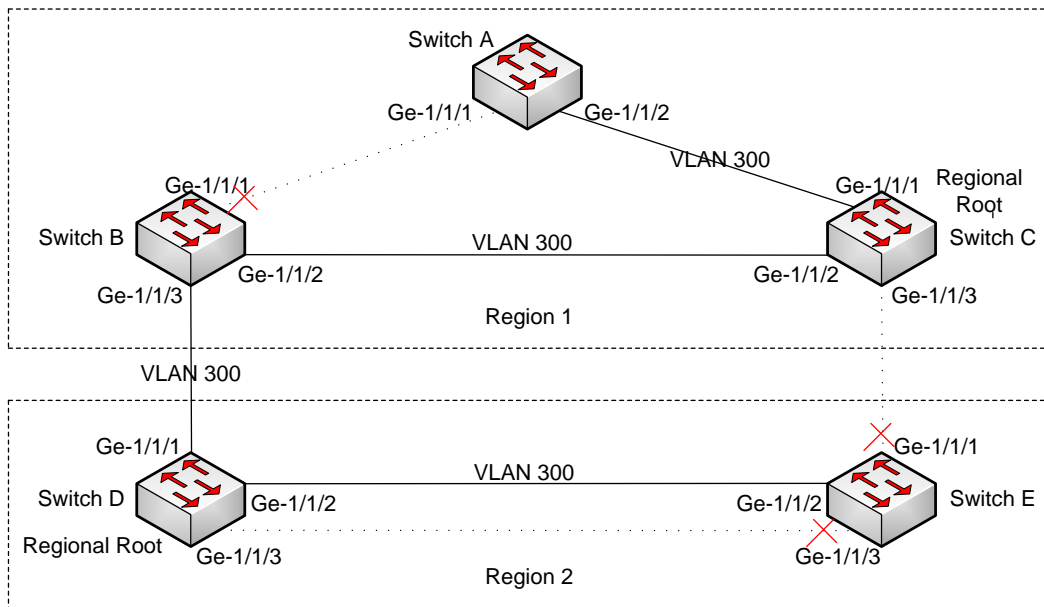 Switch A
Ge-1/1/1
Ge-1/1/2
VLAN 300
Ge-1/1/1
Ge-1/1/1
Regional
Root
Switch B
VLAN 300
Switch C
Ge-1/1/2
Ge-1/1/2
Ge-1/1/3
Ge-1/1/3
Region 1
VLAN 300
Ge-1/1/1
Ge-1/1/1
VLAN 300
Switch D
Ge-1/1/2
Ge-1/1/2
Switch E
Regional Root
Ge-1/1/3
Ge-1/1/3
Region 2